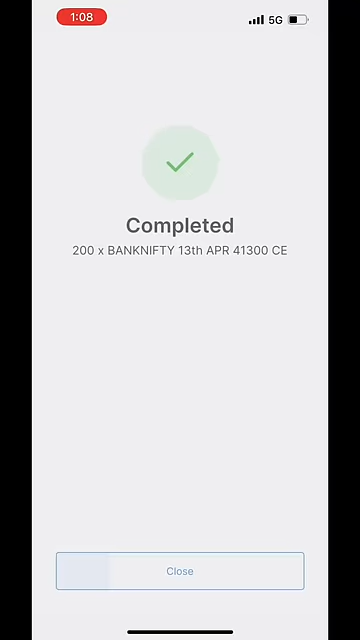 1:08
5G
Completed
200 x BANKNIFTY 13th APR 41300 CE
Close